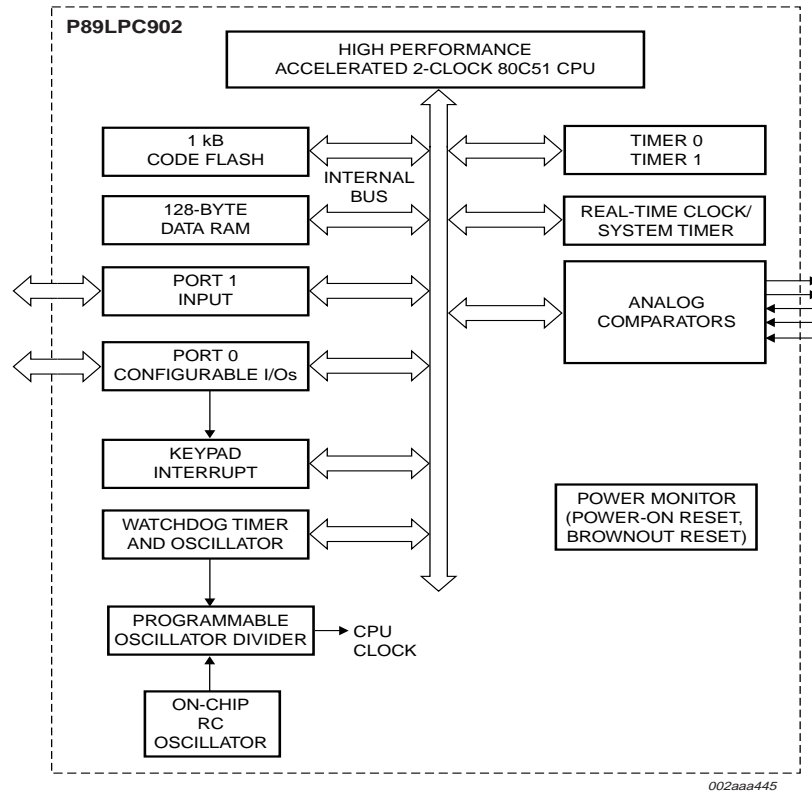 P89LPC902
HIGH PERFORMANCE
ACCELERATED 2-CLOCK 80C51 CPU
1 kB
CODE FLASH
INTERNAL
BUS
TIMER 0
TIMER 1
128-BYTE
DATA RAM
REAL-TIME CLOCK/
SYSTEM TIMER
PORT 1
INPUT
ANALOG
COMPARATORS
PORT 0
CONFIGURABLE I/Os
KEYPAD
INTERRUPT
POWER MONITOR
(POWER-ON RESET,
BROWNOUT RESET)
WATCHDOG TIMER
AND OSCILLATOR
PROGRAMMABLE
OSCILLATOR DIVIDER
CPU
CLOCK
ON-CHIP
RC
OSCILLATOR
002aaa445